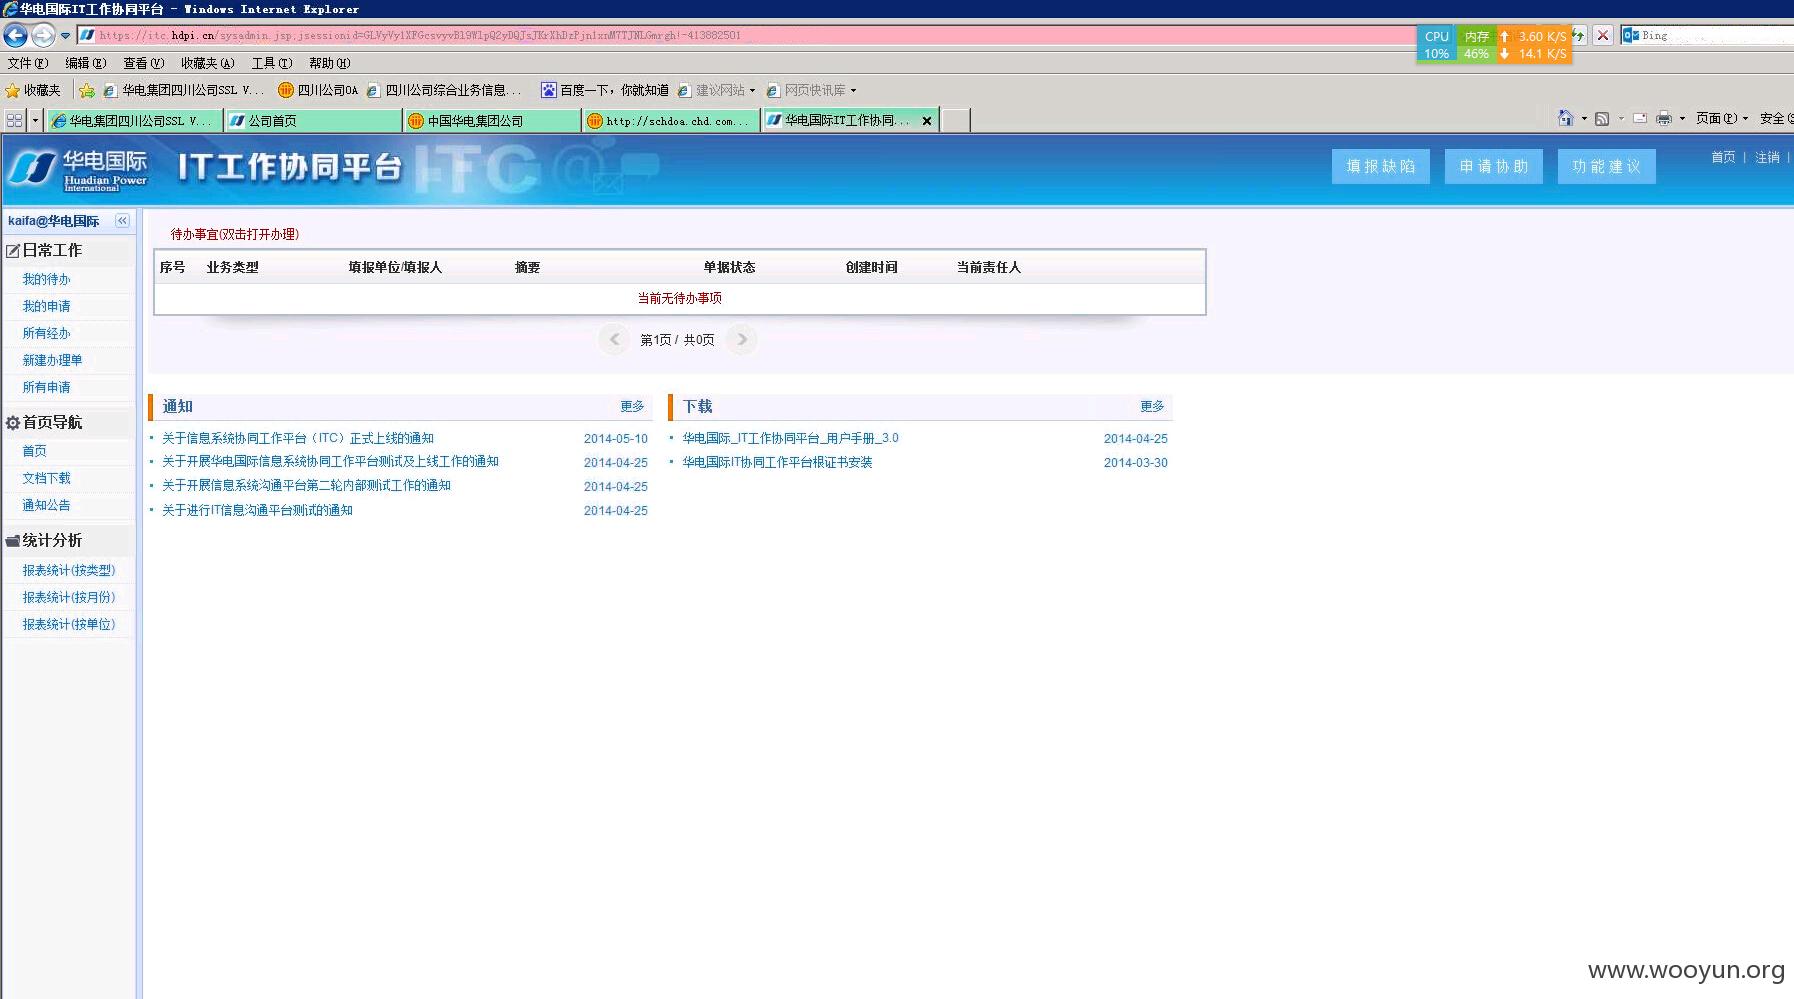 华电国际IT工作协同平台 - Windows Internet Explorer
https://itc.hdpi.cn/sysadmin.jsp;jsessionid=
Bing
CPU 内存 3.60 K/S
10% 46% 14.1 K/S
文件(F) 编辑(E) 查看(V) 收藏夹(A) 工具(T) 帮助(H)
收藏夹 华电集团四川公司SSL V... 四川公司OA 四川公司综合业务信息... 百度一下，你就知道 建议网站 网页快讯库
华电集团四川公司SSL V... 公司首页 中国华电集团公司 http://schdoa.chd.com... 华电国际IT工作协同... 页面(P) 安全(
华电国际 Huadian Power International IT工作协同平台 ITC
填报缺陷 申请协助 功能建议 首页 | 注销 |
kaifa@华电国际
日常工作
我的待办
我的申请
所有经办
新建办理单
所有申请
首页导航
首页
文档下载
通知公告
统计分析
报表统计(按类型)
报表统计(按月份)
报表统计(按单位)
待办事宜(双击打开办理)
序号 业务类型 填报单位/填报人 摘要 单据状态 创建时间 当前责任人
当前无待办事项
第1页 / 共0页
通知 更多
关于信息系统协同工作平台（ITC）正式上线的通知 2014-05-10
关于开展华电国际信息系统协同工作平台测试及上线工作的通知 2014-04-25
关于开展信息系统沟通平台第二轮内部测试工作的通知 2014-04-25
关于进行IT信息沟通平台测试的通知 2014-04-25
下载 更多
华电国际_IT工作协同平台_用户手册_3.0 2014-04-25
华电国际IT协同工作平台根证书安装 2014-03-30
www.wooyun.org